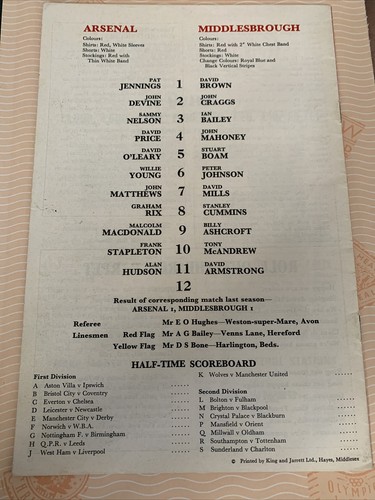 ARSENAL MIDDLESBROUGH
Colours: Colours:
Shirts: Red, White Sleeves Shirts: Red with 2" White Chest Band
Shorts: White Shorts: Red
Stockings: Red with Stockings: White
Thin White Band Change Colours: Royal Blue and
Black Vertical Stripes
PAT DAVID
JENNINGS 1 BROWN
JOHN JOHN
DEVINE 2 CRAGGS
SAMMY IAN
NELSON 3 BAILEY
DAVID JOHN
PRICE 4 MAHONEY
DAVID STUART
O'LEARY 5 BOAM
WILLIE PETER
YOUNG 6 JOHNSON
JOHN DAVID
MATTHEWS 7 MILLS
GRAHAM STANLEY
RIX 8 CUMMINS
MALCOLM BILLY
MACDONALD 9 ASHCROFT
FRANK TONY
STAPLETON 10 McANDREW
ALAN DAVID
HUDSON 11 ARMSTRONG
12
Result of corresponding match last season—
ARSENAL 1, MIDDLESBROUGH 1
Referee Mr E O Hughes—Weston-super-Mare, Avon
Linesmen Red Flag Mr A G Bailey—Venns Lane, Hereford
Yellow Flag Mr D S Bone—Harlington, Beds.
HALF-TIME SCOREBOARD
First Division
A Aston Villa v Ipswich ......
B Bristol City v Coventry ......
C Everton v Chelsea ......
D Leicester v Newcastle ......
E Manchester City v Derby ......
F Norwich v W.B.A. ......
G Nottingham F. v Birmingham ......
H Q.P.R. v Leeds ......
J West Ham v Liverpool ......
K Wolves v Manchester United ......
Second Division
L Bolton v Fulham ......
M Brighton v Blackpool ......
N Crystal Palace v Blackburn ......
P Mansfield v Orient ......
Q Millwall v Oldham ......
R Southampton v Tottenham ......
S Sunderland v Charlton ......
© Printed by King and Jarrett Ltd., Hayes, Middlesex
OLYMPIC